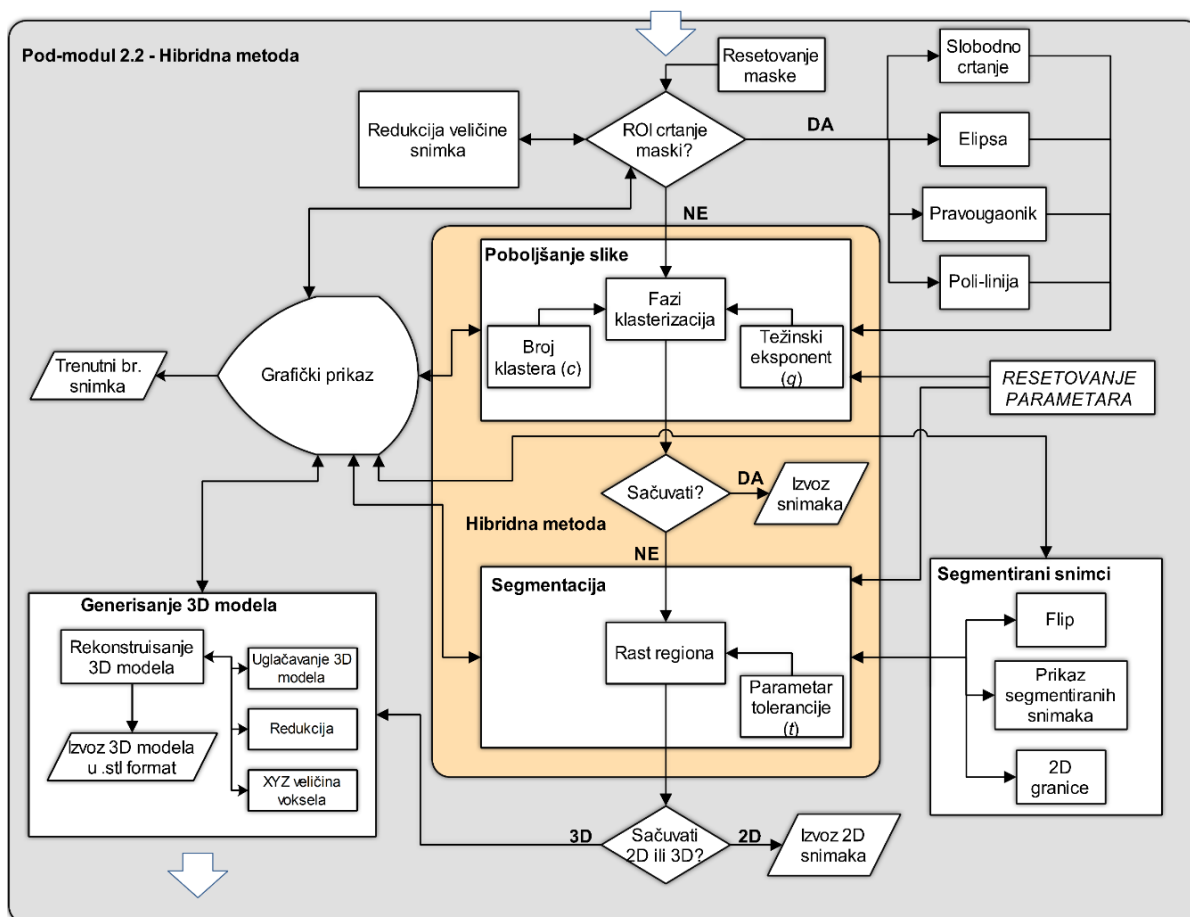 Pod-modul 2.2 - Hibridna metoda
Resetovanje
maske
Slobodno
crtanje
Redukcija veličine
snimka
ROI crtanje
maski?
DA
Elipsa
Pravougaonik
Poli-linija
NE
Poboljšanje slike
Fazi
klasterizacija
Broj
klastera (c)
Težinski
eksponent
(q)
Trenutni br.
snimka
Grafički prikaz
RESETOVANJE
PARAMETARA
Sačuvati?
DA
Izvoz
snimaka
Hibridna metoda
NE
Segmentacija
Rast regiona
Parametar
tolerancije (t)
Segmentirani snimci
Flip
Prikaz
segmentiranih
snimaka
2D
granice
Generisanje 3D modela
Rekonstruisanje
3D modela
Uglačavanje 3D
modela
Redukcija
Izvoz 3D modela
u .stl format
XYZ veličina
voksela
3D
Sačuvati
2D ili 3D?
2D
Izvoz 2D
snimaka